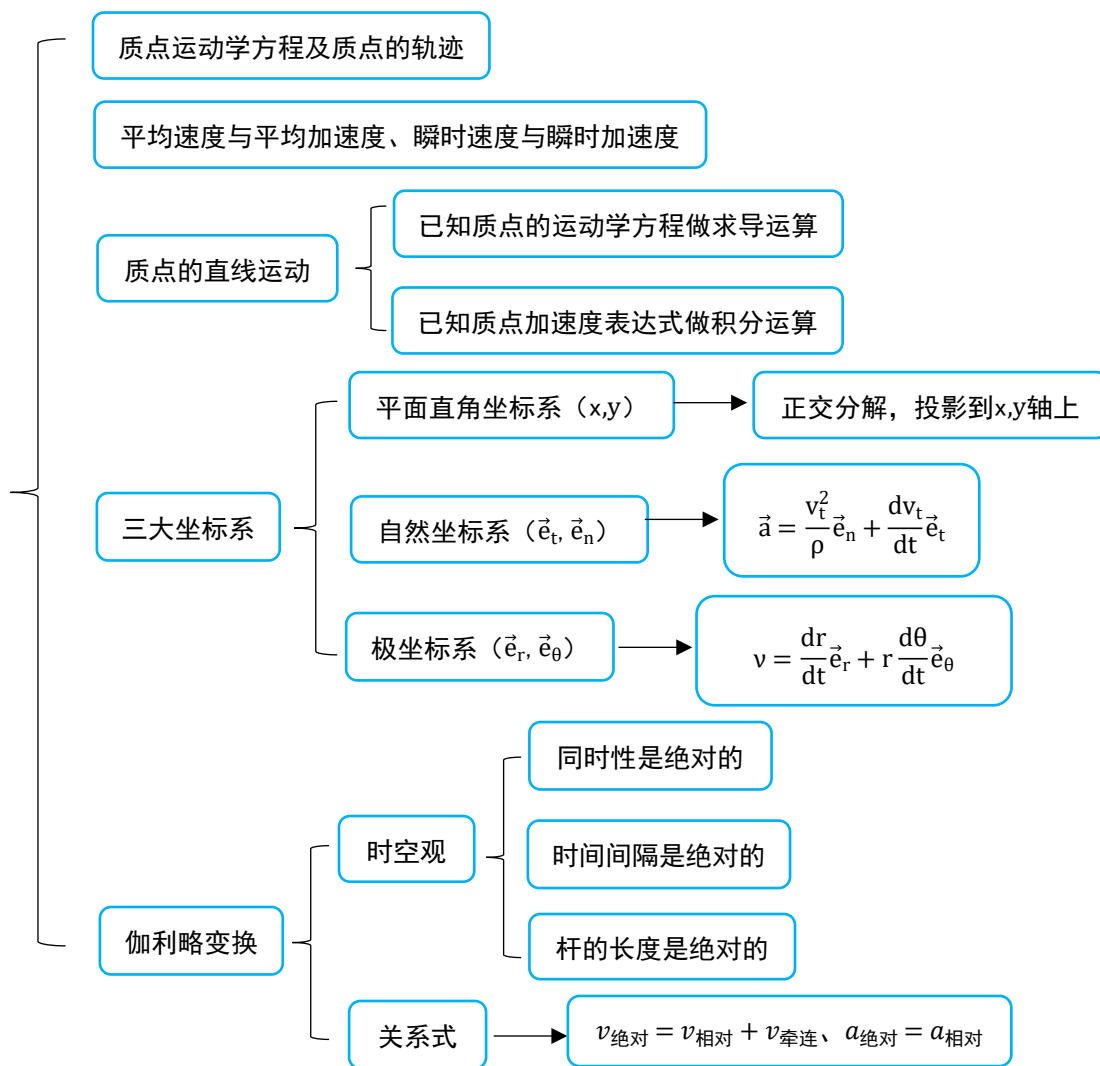 质点运动学方程及质点的轨迹
平均速度与平均加速度、瞬时速度与瞬时加速度
质点的直线运动
已知质点的运动学方程做求导运算
已知质点加速度表达式做积分运算
三大坐标系
平面直角坐标系（x,y）
正交分解，投影到x,y轴上
自然坐标系（e⃗ₜ, e⃗ₙ）
a⃗ = v_t²/ρ e⃗_n + dv_t/dt e⃗_t
极坐标系（e⃗_r, e⃗_θ）
ν = dr/dt e⃗_r + r dθ/dt e⃗_θ
伽利略变换
时空观
同时性是绝对的
时间间隔是绝对的
杆的长度是绝对的
关系式
v绝对 = v相对 + v牵连、a绝对 = a相对